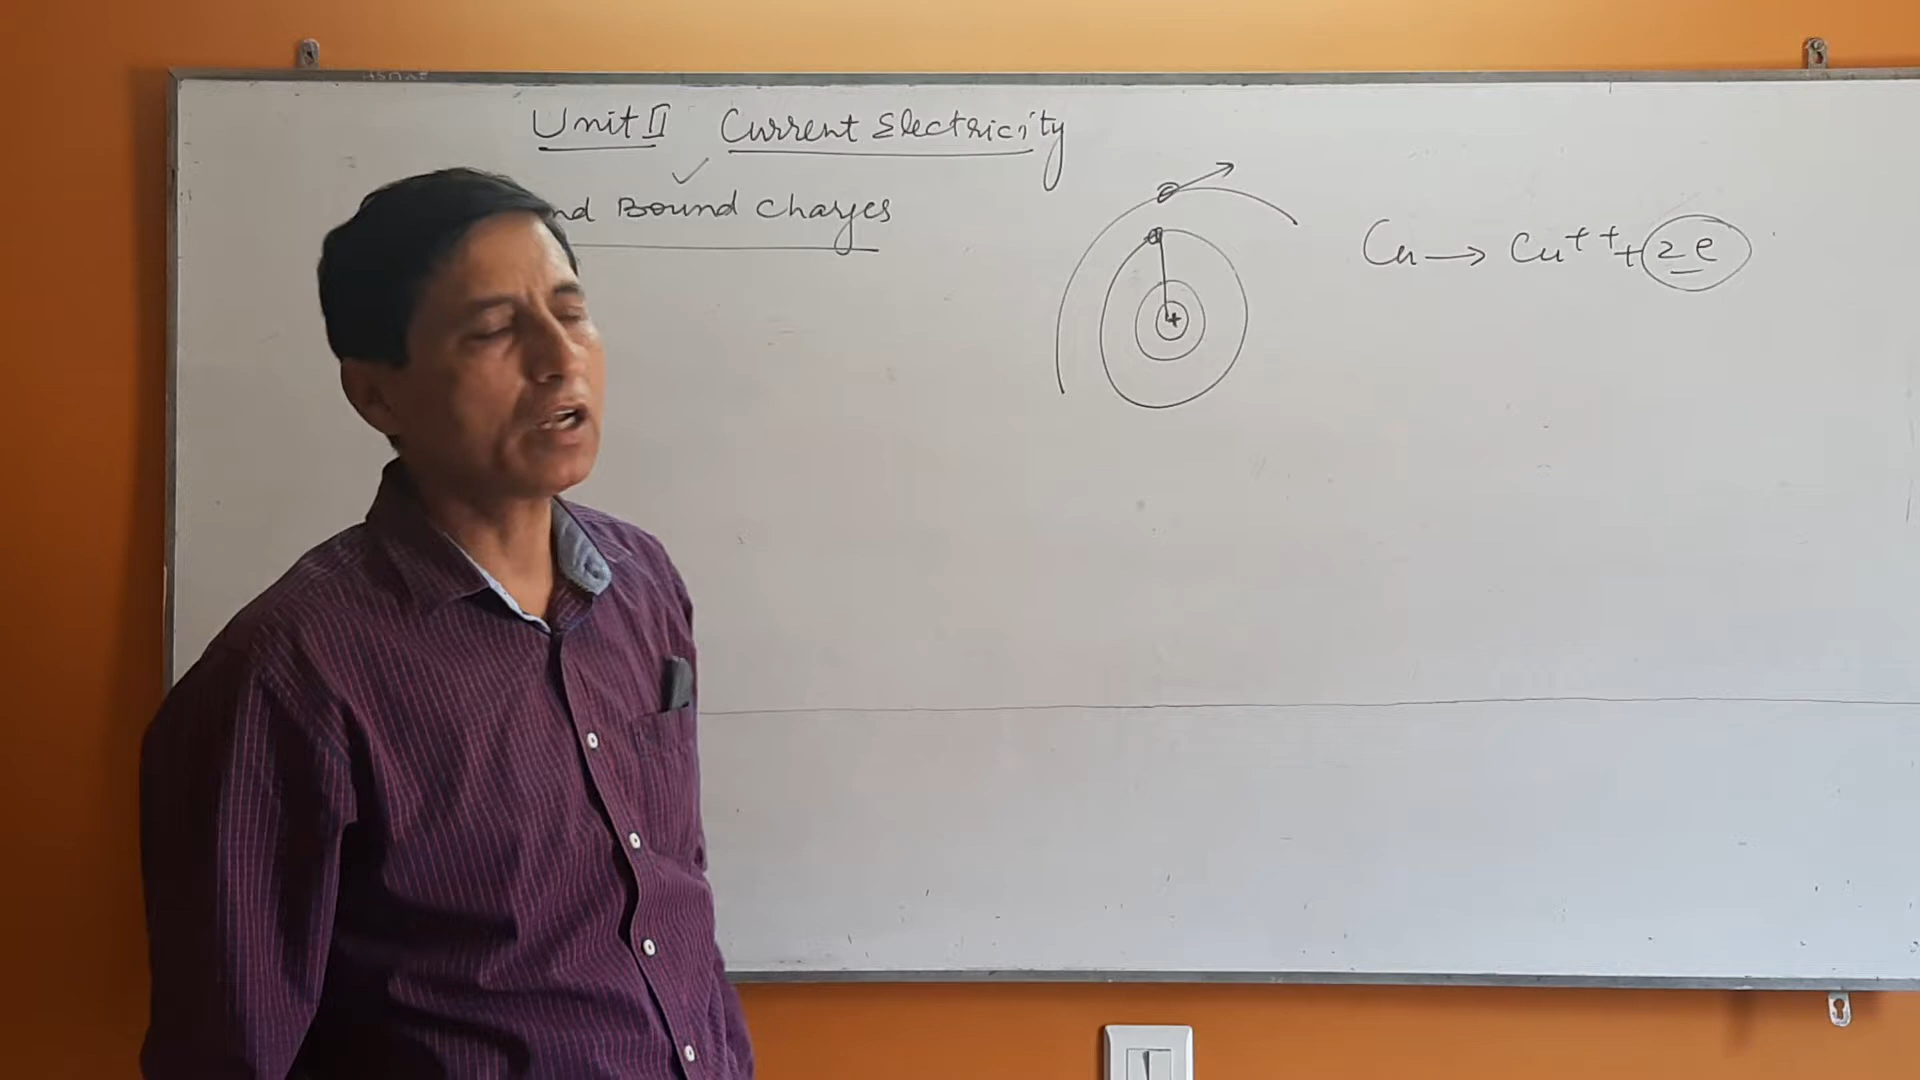 Unit II Current Electricity
nd Bound Charges
Cu → Cu++ + 2e
+